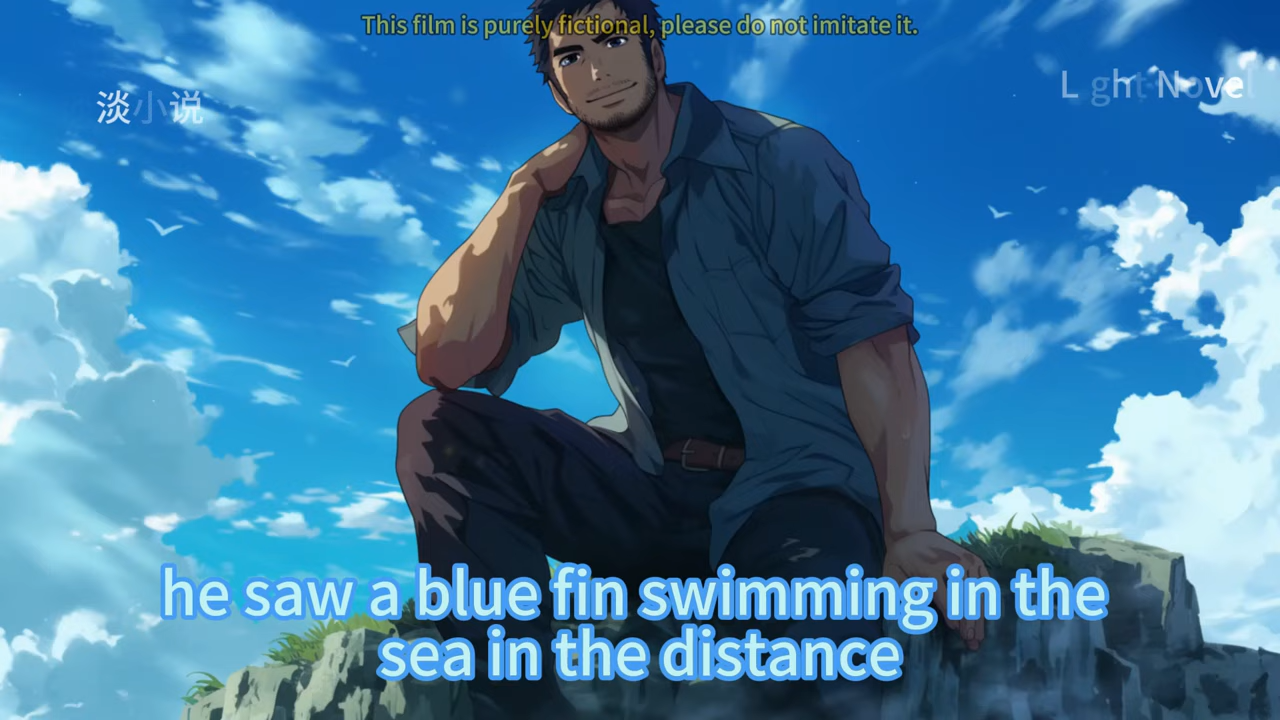 This film is purely fictional, please do not imitate it.
Light Novel
淡小说
he saw a blue fin swimming in the
sea in the distance